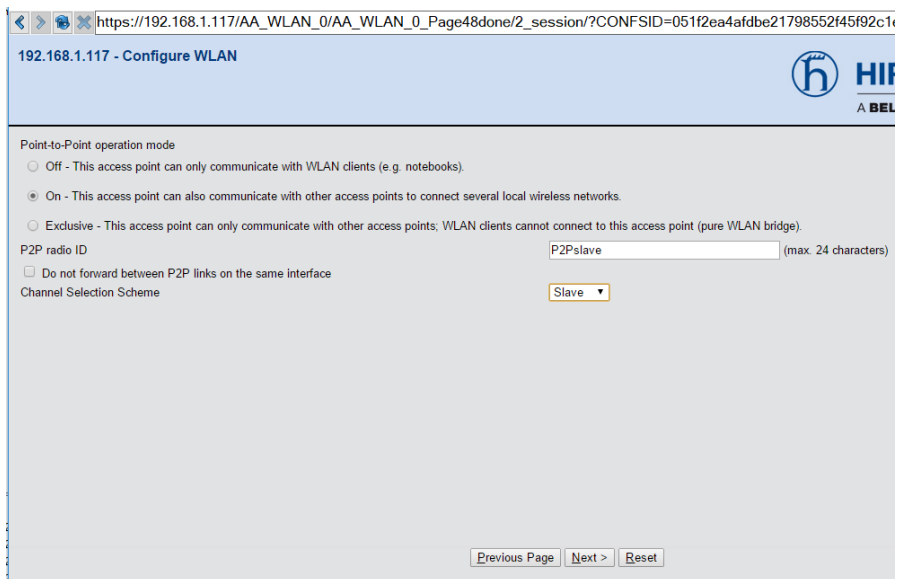 https://192.168.1.117/AA_WLAN_0/AA_WLAN_0_Page48done/2_session/?CONFSID=051f2ea4afdbe21798552f45f92c1e
192.168.1.117 - Configure WLAN
HIR
A BEL
Point-to-Point operation mode
Off - This access point can only communicate with WLAN clients (e.g. notebooks).
On - This access point can also communicate with other access points to connect several local wireless networks.
Exclusive - This access point can only communicate with other access points; WLAN clients cannot connect to this access point (pure WLAN bridge).
P2P radio ID P2Pslave (max. 24 characters)
Do not forward between P2P links on the same interface
Channel Selection Scheme Slave
Previous Page Next > Reset